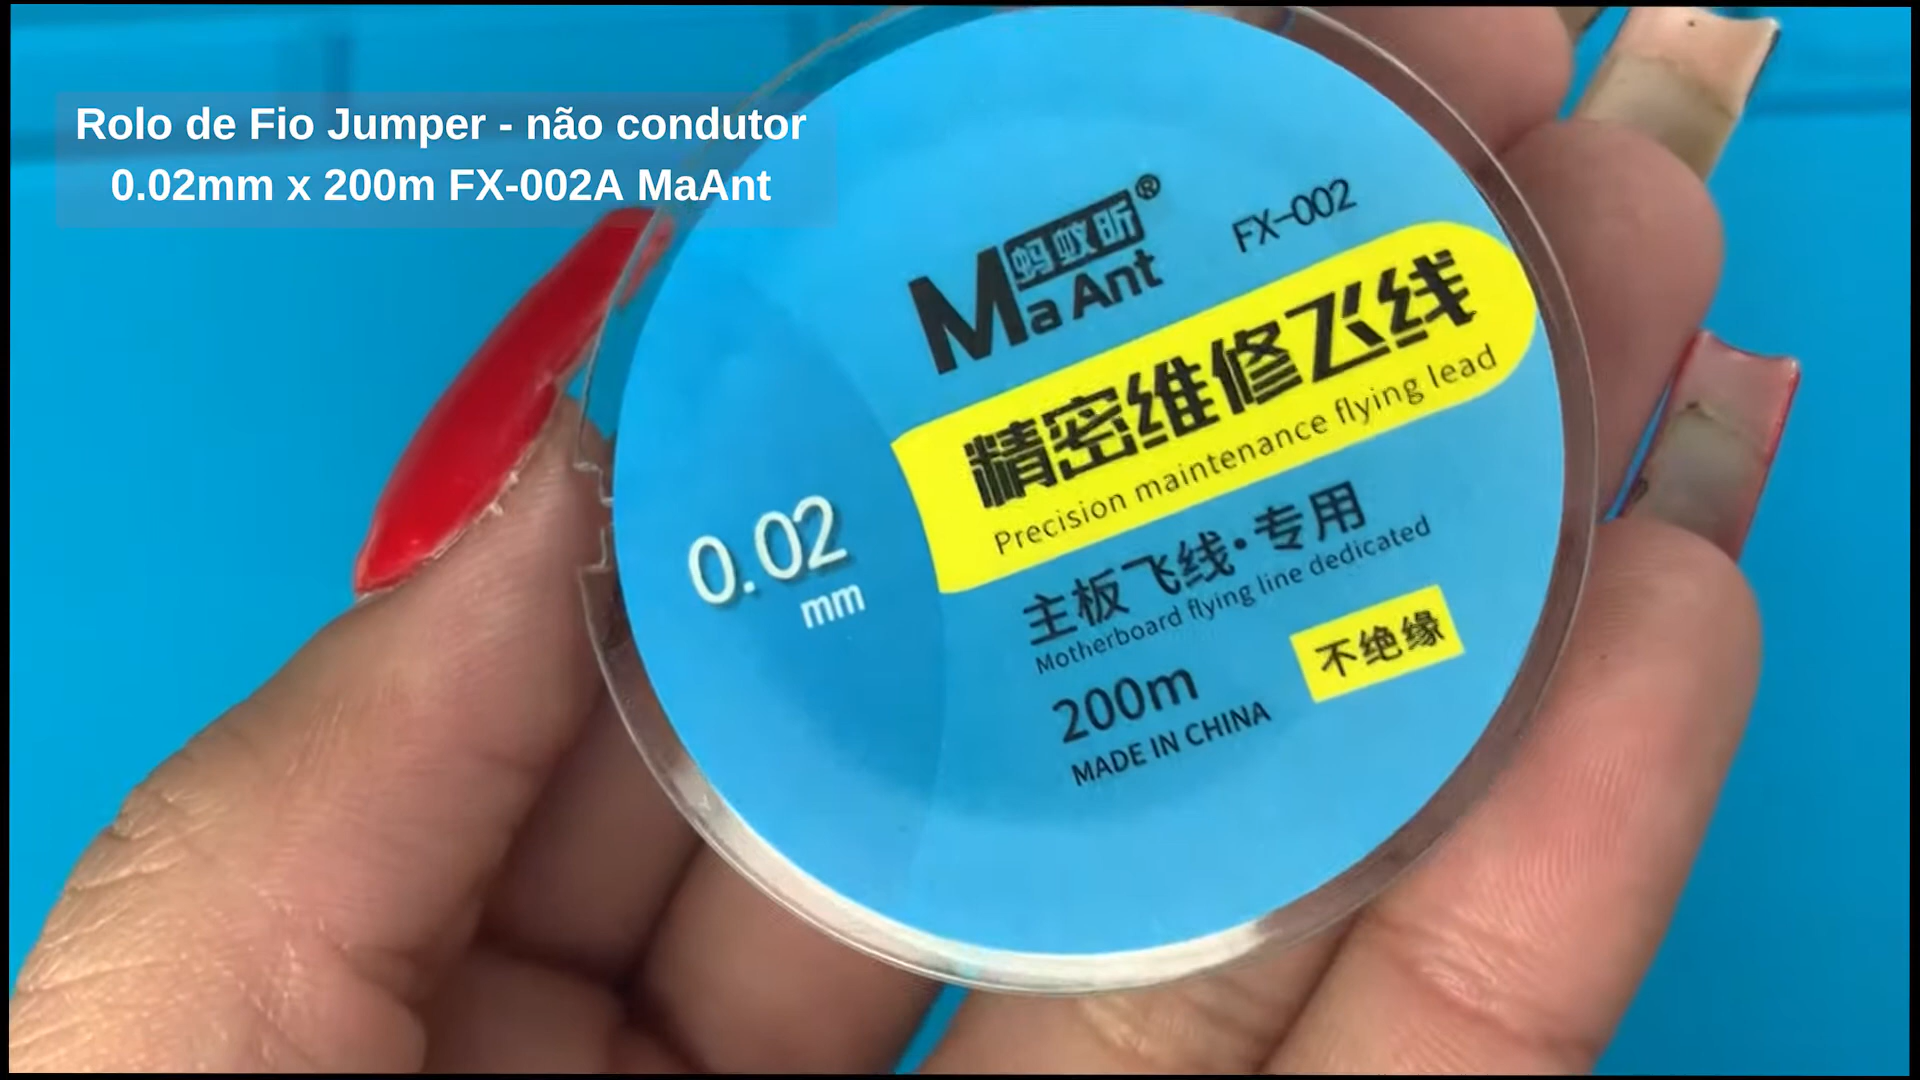 Rolo de Fio Jumper - não condutor
0.02mm x 200m FX-002A MaAnt
蚂蚁昕®
MaAnt
FX-002
精密维修飞线
Precision maintenance flying lead
0.02
mm
主板飞线·专用
Motherboard flying line dedicated
200m
不绝缘
MADE IN CHINA